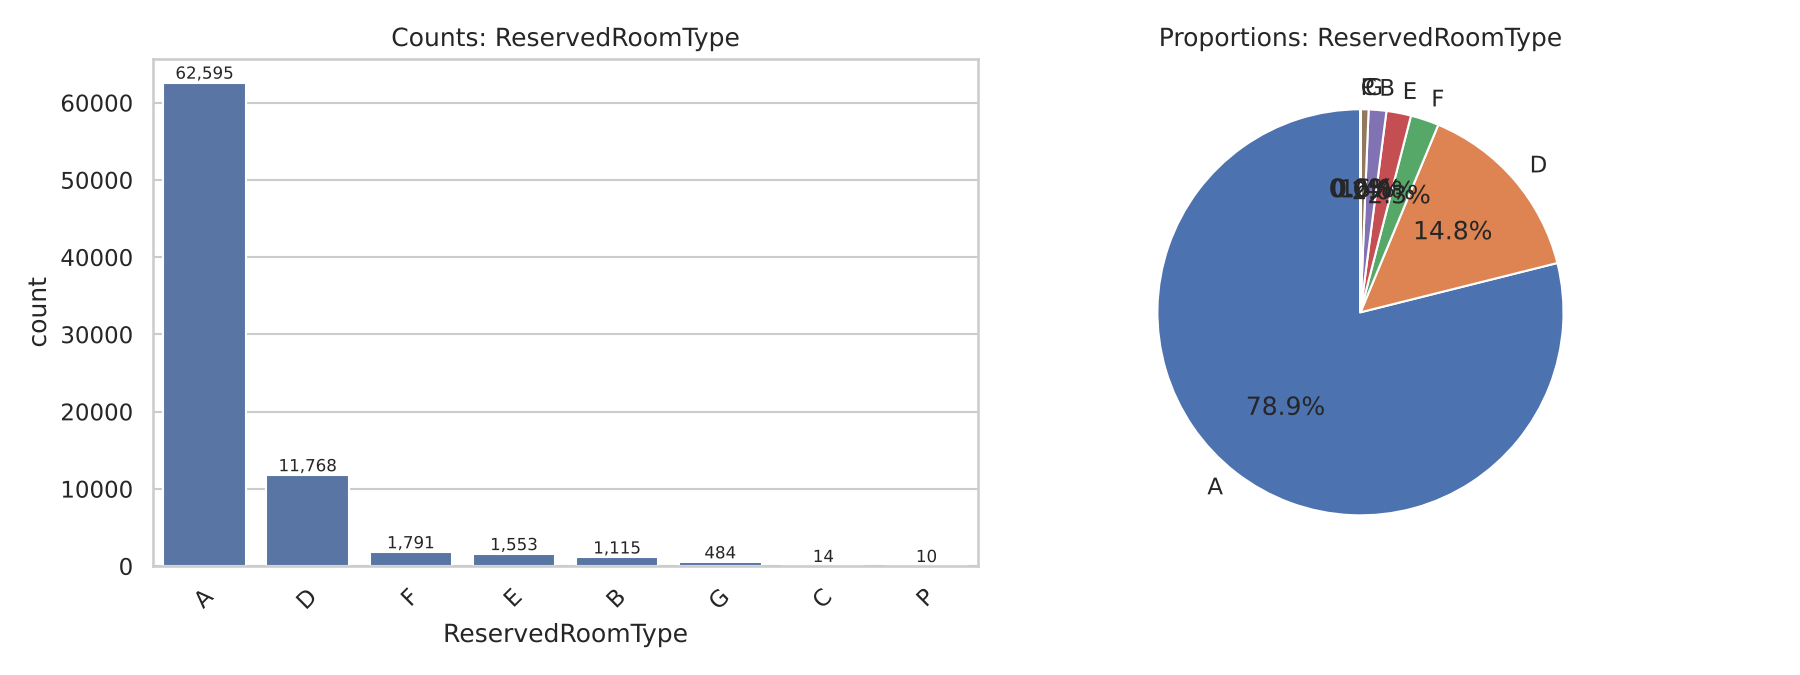 Counts: ReservedRoomType
62,595
60000
50000
40000
30000
20000
10000
0
count
11,768
1,791
1,553
1,115
484
14
10
A
D
F
E
B
G
C
P
ReservedRoomType
Proportions: ReservedRoomType
G
B
E
F
D
14.8%
78.9%
A